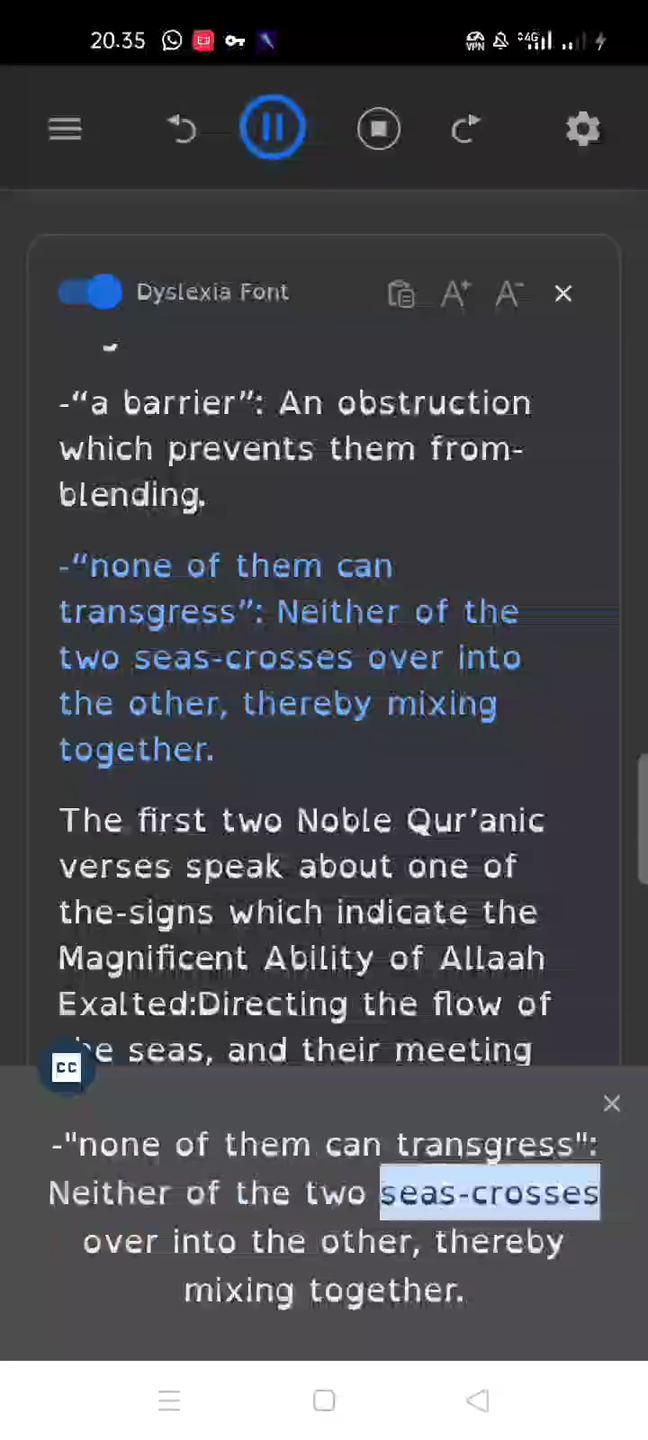 20.35
VPN
4G
Dyslexia Font
A+ A-
-“a barrier”: An obstruction
which prevents them from-
blending.
-“none of them can
transgress”: Neither of the
two seas-crosses over into
the other, thereby mixing
together.
The first two Noble Qur’anic
verses speak about one of
the-signs which indicate the
Magnificent Ability of Allaah
Exalted:Directing the flow of
he seas, and their meeting
CC
-"none of them can transgress":
Neither of the two seas-crosses
over into the other, thereby
mixing together.